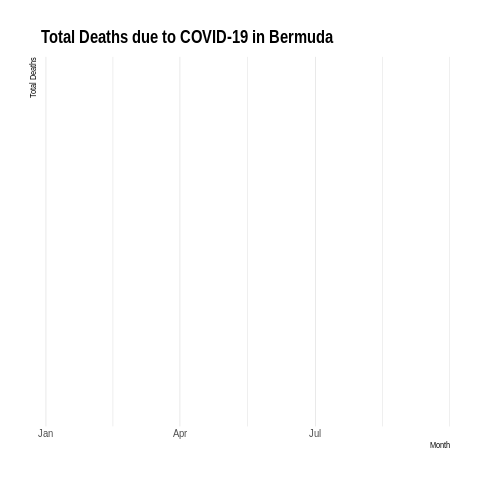 Total Deaths due to COVID-19 in Bermuda
Total Deaths
Jan
Apr
Jul
Month